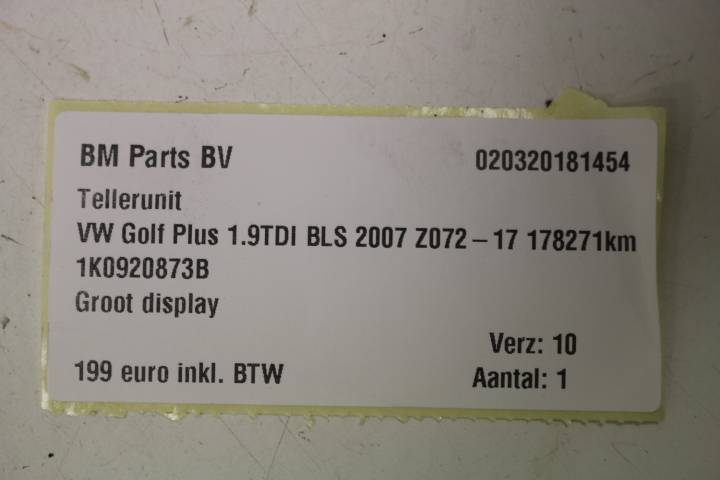 BM Parts BV 020320181454
Tellerunit
VW Golf Plus 1.9TDI BLS 2007 Z072 – 17 178271km
1K0920873B
Groot display
Verz: 10
199 euro inkl. BTW Aantal: 1